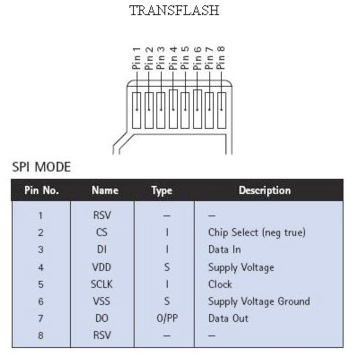 TRANSFLASH
Pin 1 Pin 2 Pin 3 Pin 4 Pin 5 Pin 6 Pin 7 Pin 8
SPI MODE
Pin No. Name Type Description
1 RSV – –
2 CS I Chip Select (neg true)
3 DI I Data In
4 VDD S Supply Voltage
5 SCLK I Clock
6 VSS S Supply Voltage Ground
7 DO O/PP Data Out
8 RSV – –